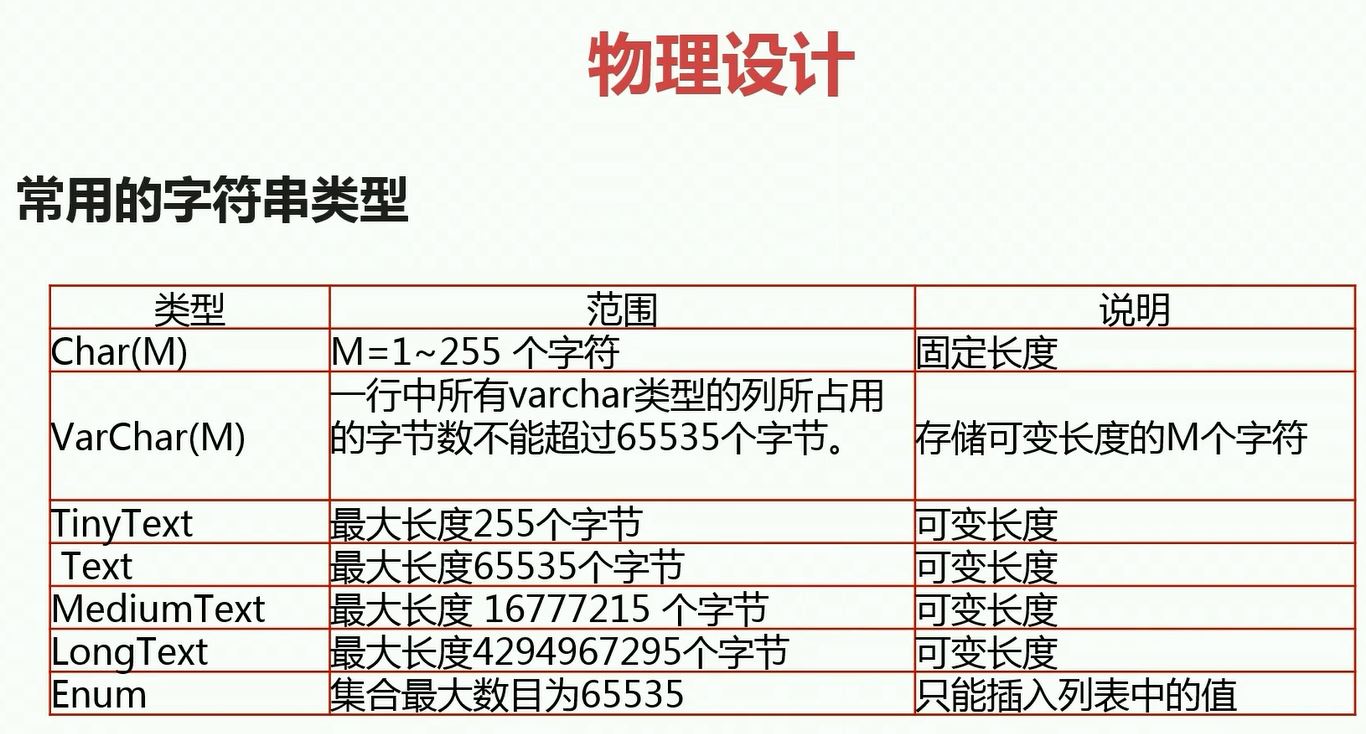 物理设计
常用的字符串类型
类型 范围 说明
Char(M) M=1~255 个字符 固定长度
一行中所有varchar类型的列所占用
VarChar(M) 的字节数不能超过65535个字节。 存储可变长度的M个字符
TinyText 最大长度255个字节 可变长度
Text 最大长度65535个字节 可变长度
MediumText 最大长度 16777215 个字节 可变长度
LongText 最大长度4294967295个字节 可变长度
Enum 集合最大数目为65535 只能插入列表中的值